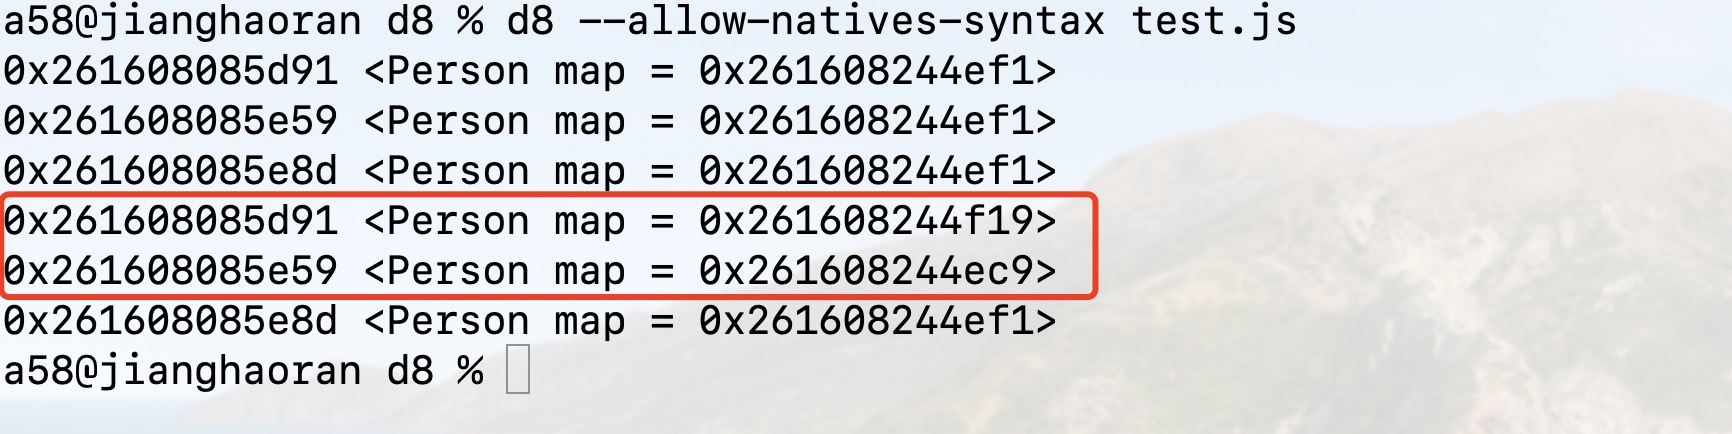 a58@jianghaoran d8 % d8 --allow-natives-syntax test.js
0x261608085d91 <Person map = 0x261608244ef1>
0x261608085e59 <Person map = 0x261608244ef1>
0x261608085e8d <Person map = 0x261608244ef1>
0x261608085d91 <Person map = 0x261608244f19>
0x261608085e59 <Person map = 0x261608244ec9>
0x261608085e8d <Person map = 0x261608244ef1>
a58@jianghaoran d8 %